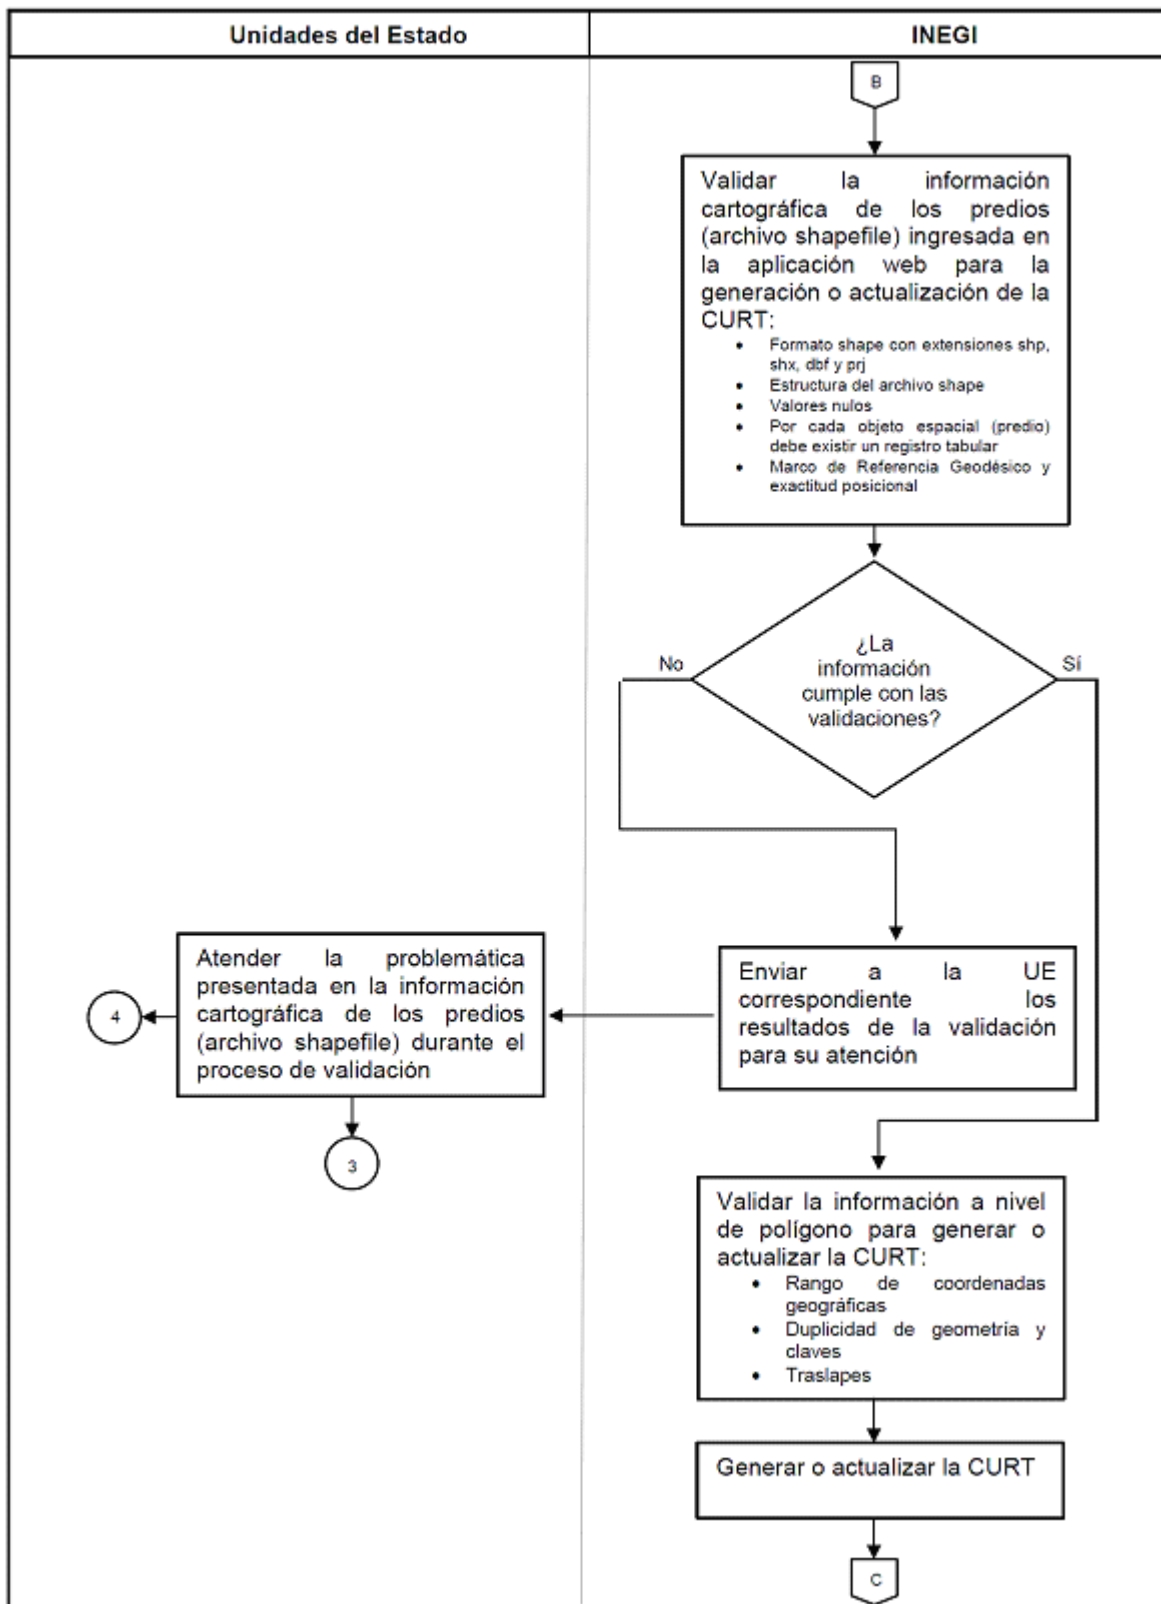 Unidades del Estado
INEGI
B
Validar la información
cartográfica de los predios
(archivo shapefile) ingresada en
la aplicación web para la
generación o actualización de la
CURT:
• Formato shape con extensiones shp,
shx, dbf y prj
• Estructura del archivo shape
• Valores nulos
• Por cada objeto espacial (predio)
debe existir un registro tabular
• Marco de Referencia Geodésico y
exactitud posicional
¿La
información
cumple con las
validaciones?
No
Sí
Atender la problemática
presentada en la información
cartográfica de los predios
(archivo shapefile) durante el
proceso de validación
4
3
Enviar a la UE
correspondiente los
resultados de la validación
para su atención
Validar la información a nivel
de polígono para generar o
actualizar la CURT:
• Rango de coordenadas
geográficas
• Duplicidad de geometría y
claves
• Traslapes
Generar o actualizar la CURT
C